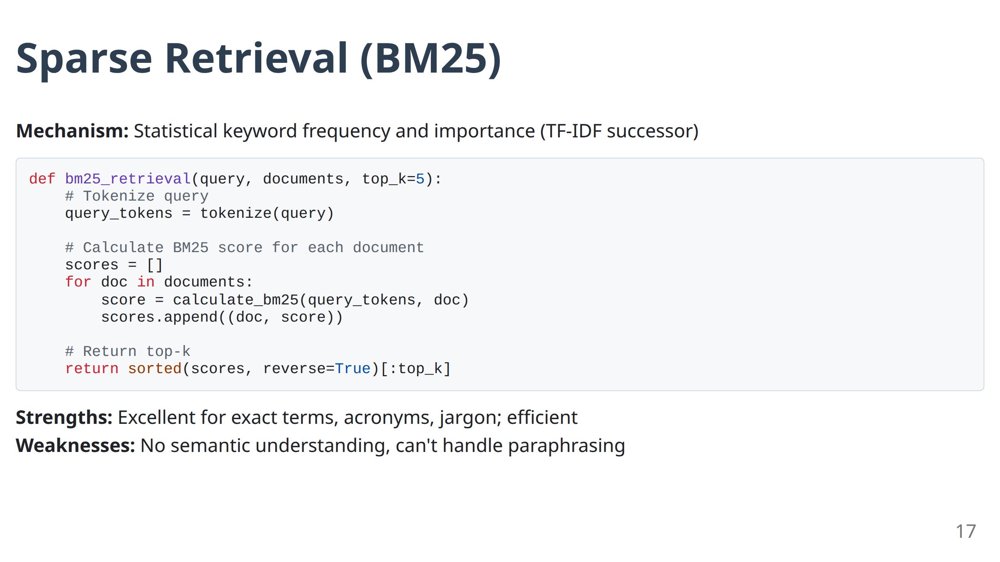 Sparse Retrieval (BM25)
Mechanism: Statistical keyword frequency and importance (TF-IDF successor)
def bm25_retrieval(query, documents, top_k=5):
    # Tokenize query
    query_tokens = tokenize(query)

    # Calculate BM25 score for each document
    scores = []
    for doc in documents:
        score = calculate_bm25(query_tokens, doc)
        scores.append((doc, score))

    # Return top-k
    return sorted(scores, reverse=True)[:top_k]
Strengths: Excellent for exact terms, acronyms, jargon; efficient
Weaknesses: No semantic understanding, can't handle paraphrasing
17